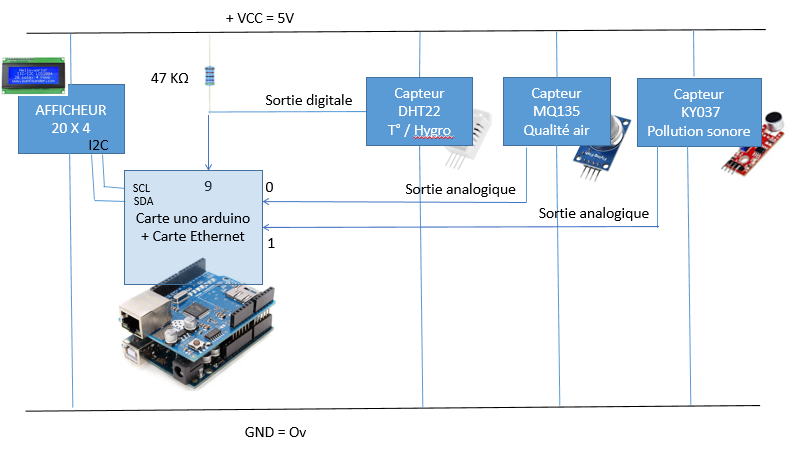 + VCC = 5V
47 KΩ
Sortie digitale
Capteur
DHT22
T° / Hygro
Capteur
MQ135
Qualité air
Capteur
KY037
Pollution sonore
AFFICHEUR
20 X 4
I2C
SCL
SDA
9
0
1
Carte uno arduino
+ Carte Ethernet
Sortie analogique
Sortie analogique
GND = Ov